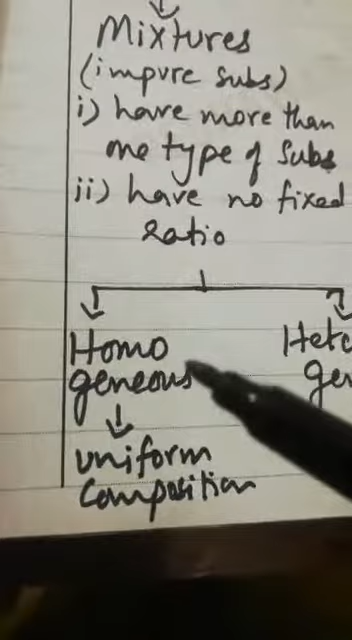 Mixtures
(impure subs)
i) have more than
one type of subs
ii) have no fixed
ratio
Homo
geneous
uniform
composition